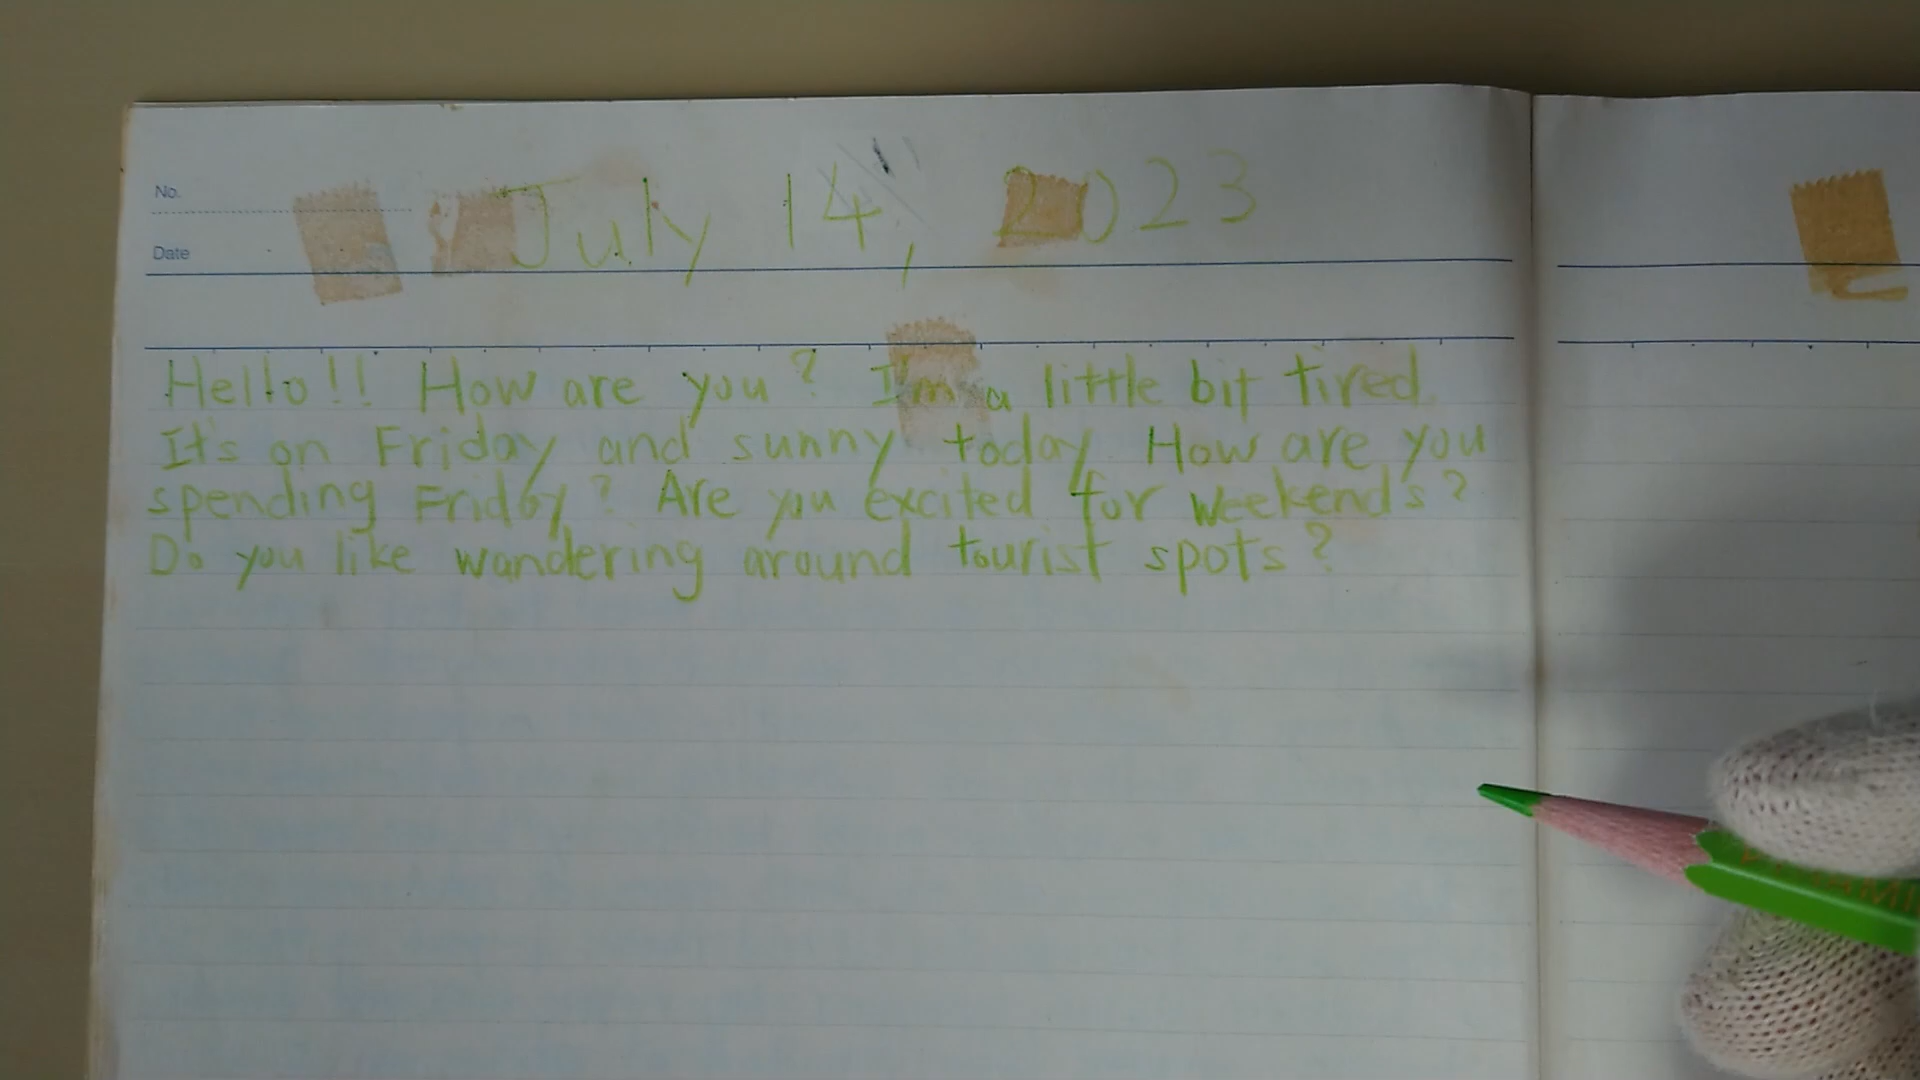 No.
July 14, 2023
Date
Hello!! How are you? I'm a little bit tired.
It's on Friday and sunny today. How are you
spending Friday? Are you excited for weekends?
Do you like wandering around tourist spots?